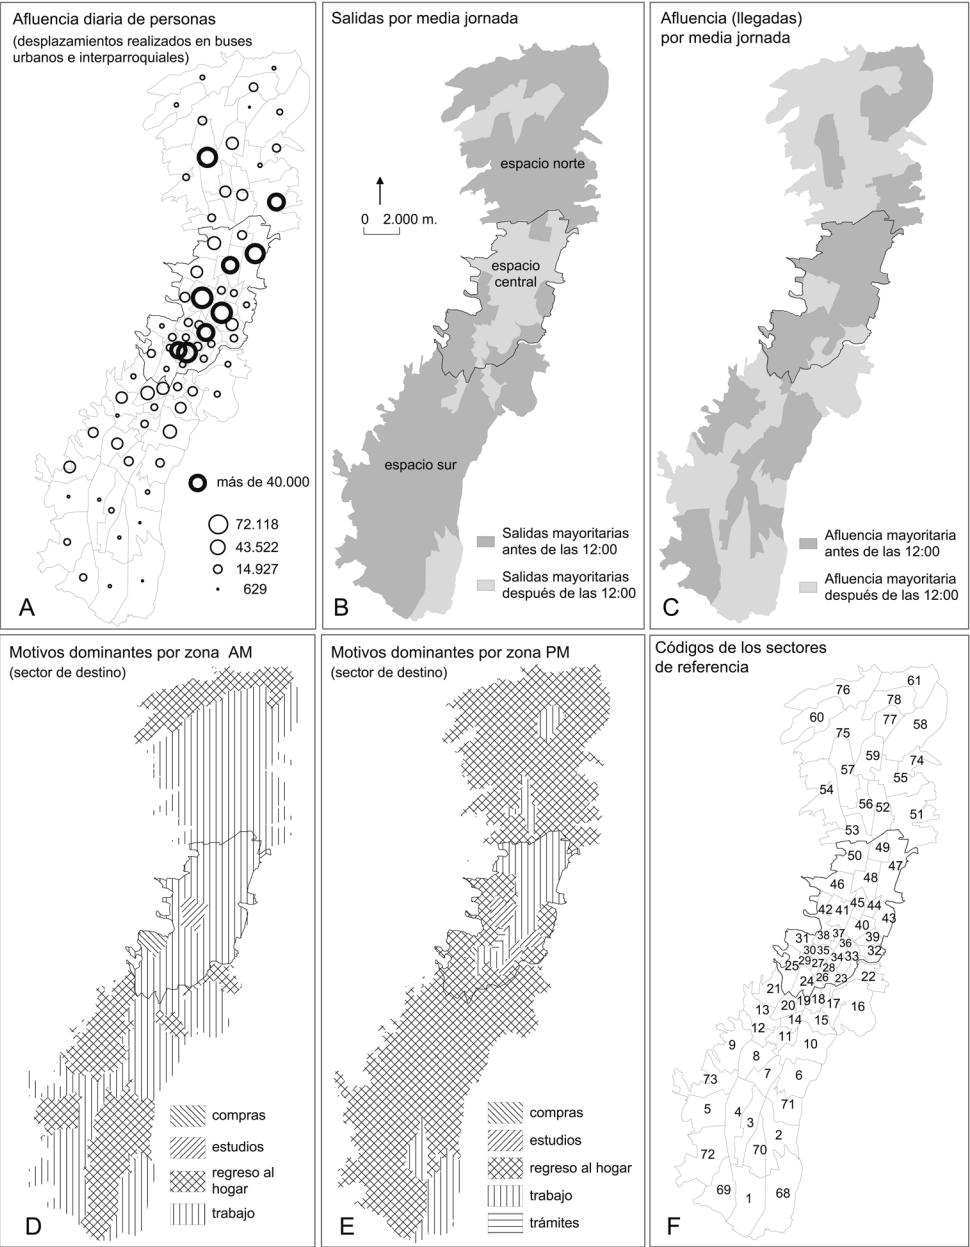 Afluencia diaria de personas
(desplazamientos realizados en buses
urbanos e interparroquiales)
más de 40.000
72.118
43.522
14.927
629
A
Salidas por media jornada
espacio norte
0 2.000 m.
espacio
central
espacio sur
Salidas mayoritarias
antes de las 12:00
Salidas mayoritarias
después de las 12:00
B
Afluencia (llegadas)
por media jornada
Afluencia mayoritaria
antes de las 12:00
Afluencia mayoritaria
después de las 12:00
C
Motivos dominantes por zona AM
(sector de destino)
compras
estudios
regreso al
hogar
trabajo
D
Motivos dominantes por zona PM
(sector de destino)
compras
estudios
regreso al hogar
trabajo
trámites
E
Códigos de los sectores
de referencia
61
76
78
60
77
58
75
59
74
57
55
54
56 52
51
53
49
50
47
48
46
45 44
42 41
43
40
38 37
39
31
36
30 35
32
34 33
29 27
25
28
26 23
22
24
21
19 18
20
17
16
13
14
15
12
11
10
9
8
7
6
73
71
5
4
3
2
70
72
69
68
1
F